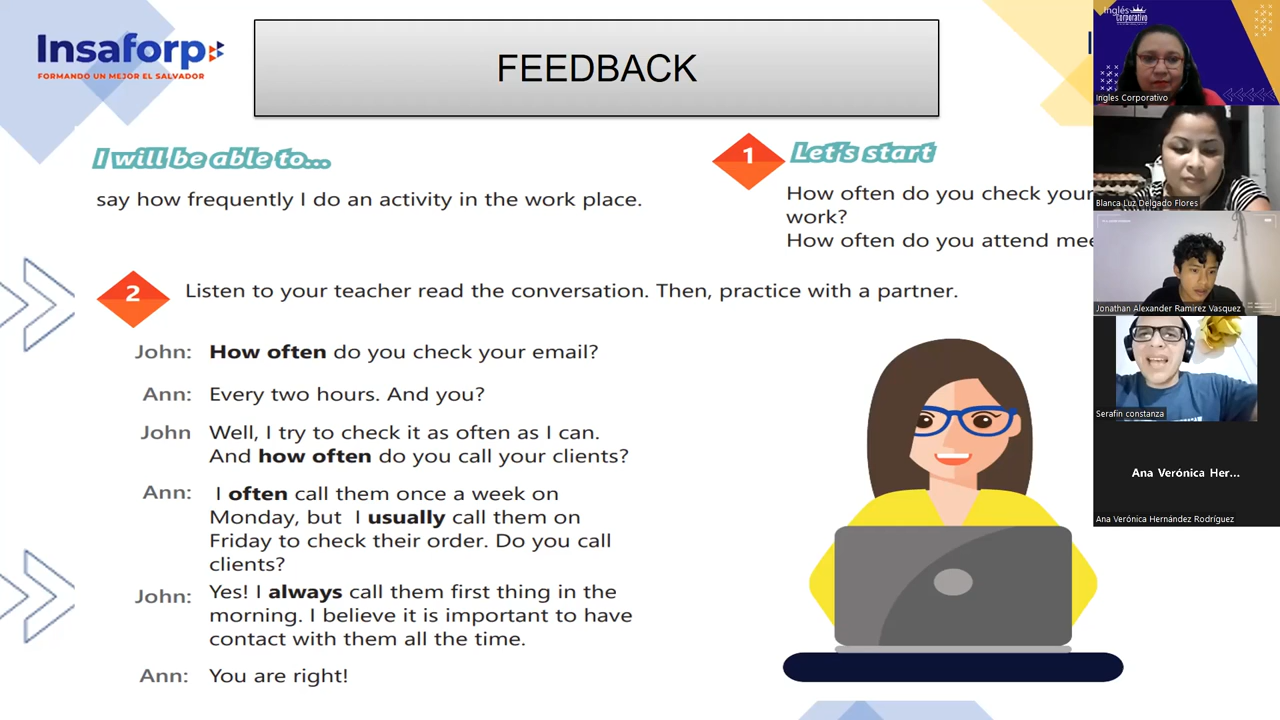 Insaforp
FORMANDO UN MEJOR EL SALVADOR
FEEDBACK
I will be able to...
say how frequently I do an activity in the work place.
1
Let's start
How often do you check your
work?
How often do you attend mee
2
Listen to your teacher read the conversation. Then, practice with a partner.
John: How often do you check your email?
Ann: Every two hours. And you?
John Well, I try to check it as often as I can.
And how often do you call your clients?
Ann: I often call them once a week on
Monday, but I usually call them on
Friday to check their order. Do you call
clients?
John: Yes! I always call them first thing in the
morning. I believe it is important to have
contact with them all the time.
Ann: You are right!
Inglés
Corporativo
Ingles Corporativo
Blanca Luz Delgado Flores
Jonathan Alexander Ramirez Vasquez
Serafin constanza
Ana Verónica Her...
Ana Verónica Hernández Rodríguez